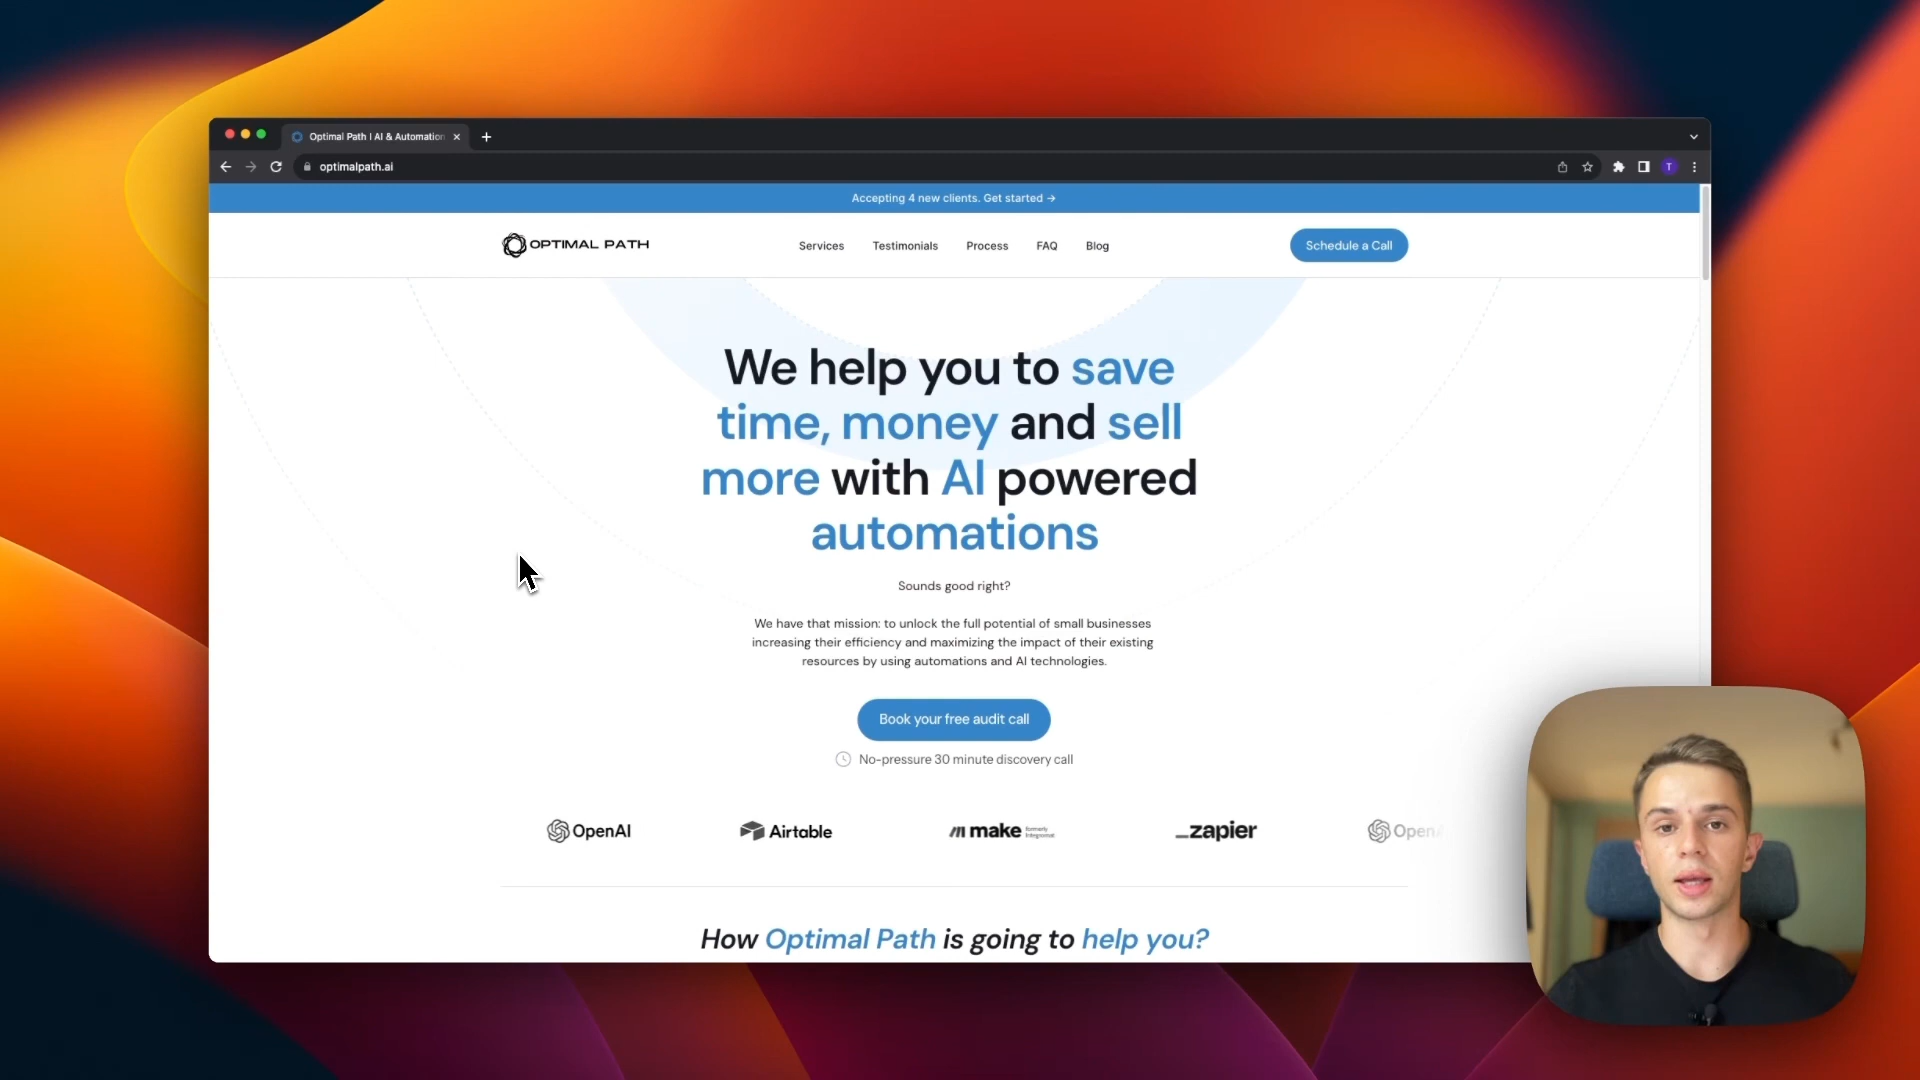 Optimal Path | AI & Automation
optimalpath.ai
T
Accepting 4 new clients. Get started →
OPTIMAL PATH
Services
Testimonials
Process
FAQ
Blog
Schedule a Call
We help you to save
time, money and sell
more with AI powered
automations
Sounds good right?
We have that mission: to unlock the full potential of small businesses
increasing their efficiency and maximizing the impact of their existing
resources by using automations and AI technologies.
Book your free audit call
No-pressure 30 minute discovery call
OpenAI
Airtable
make formerly
Integromat
zapier
OpenA
How Optimal Path is going to help you?